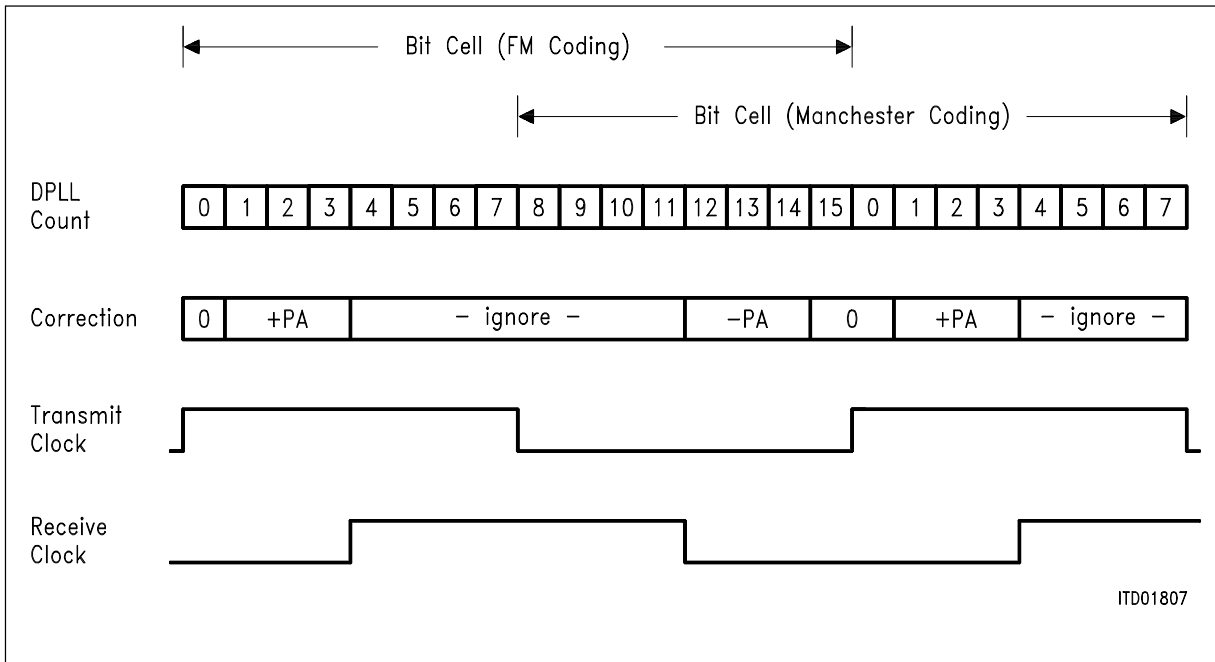 Bit Cell (FM Coding)
Bit Cell (Manchester Coding)
DPLL
Count
0 1 2 3 4 5 6 7 8 9 10 11 12 13 14 15 0 1 2 3 4 5 6 7
Correction
0 +PA - ignore - -PA 0 +PA - ignore -
Transmit
Clock
Receive
Clock
ITD01807